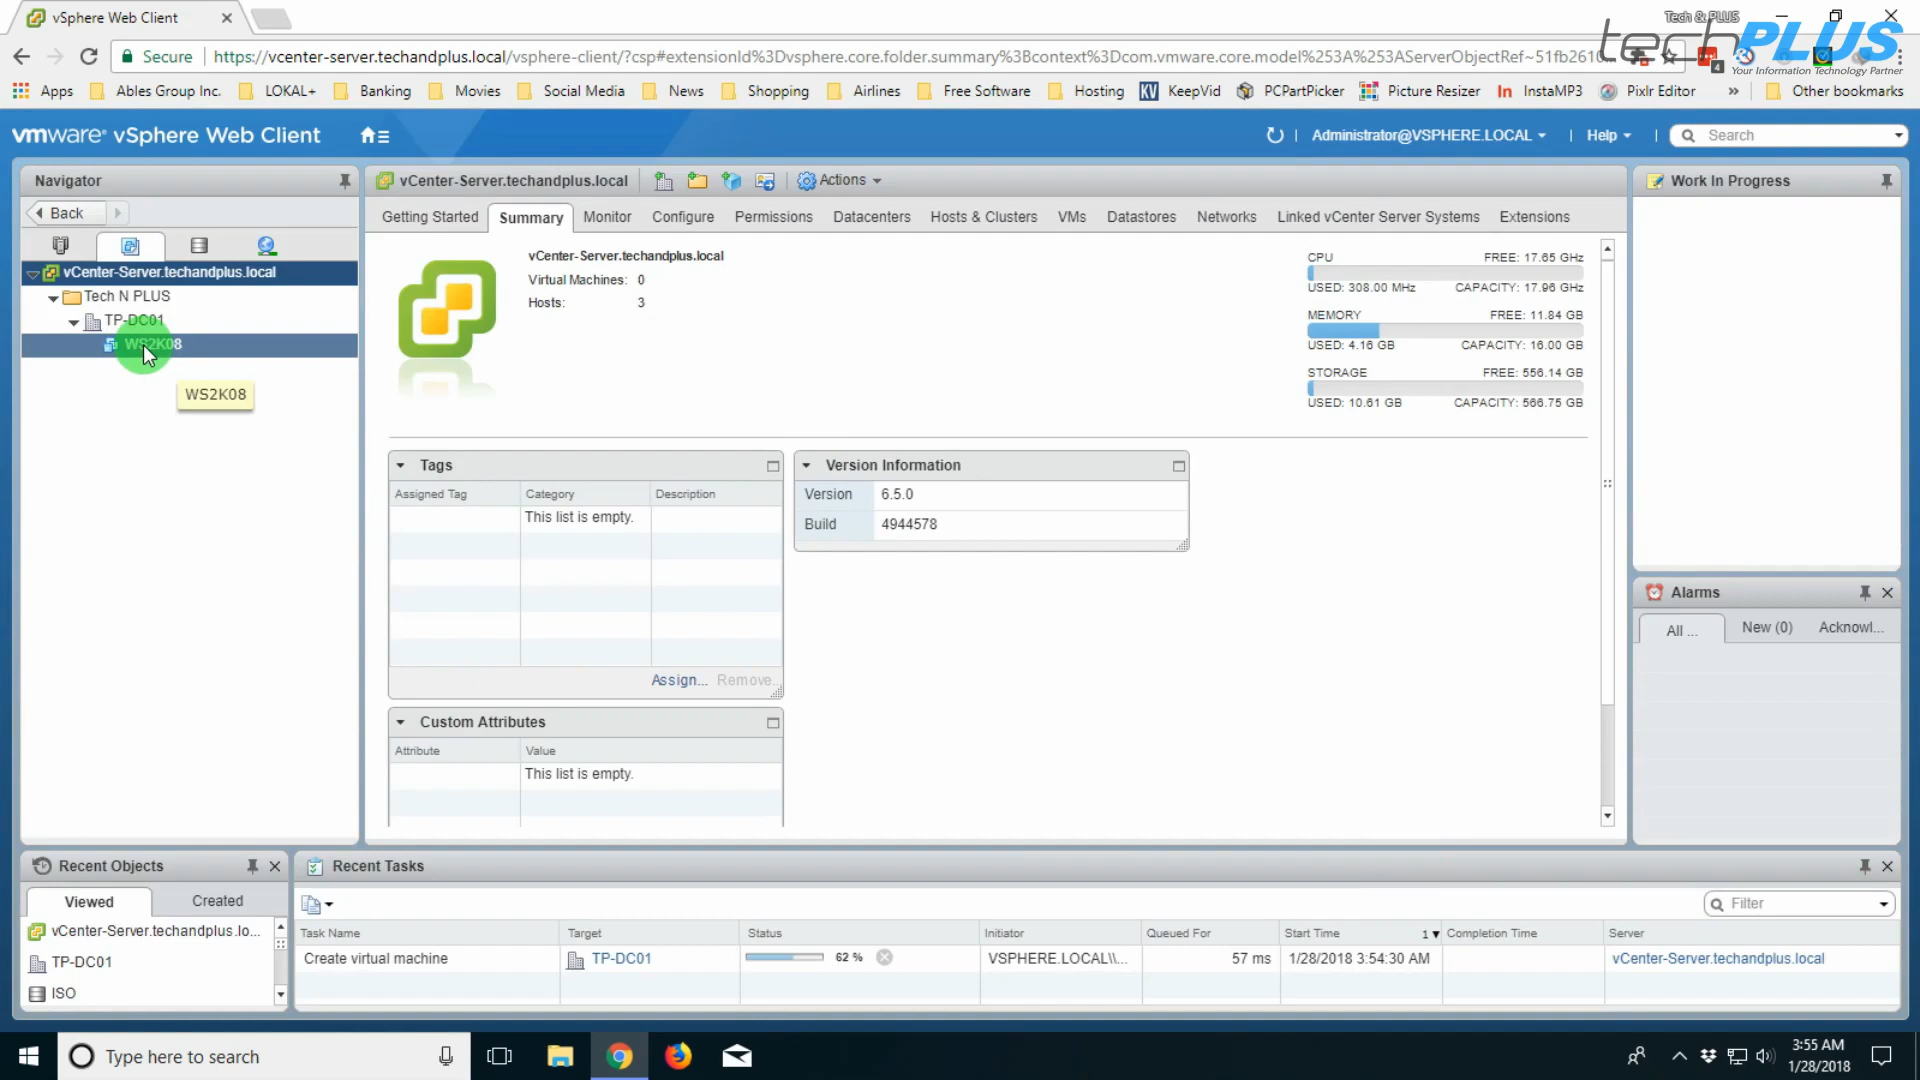 vSphere Web Client
Tech & PLUS
techPLUS
Your Information Technology Partner
Secure
https://vcenter-server.techandplus.local/vsphere-client/?csp#extensionId%3Dvsphere.core.folder.summary%3Bcontext%3Dcom.vmware.core.model%253A%253AServerObjectRef~51fb2610...
Apps
Ables Group Inc.
LOKAL+
Banking
Movies
Social Media
News
Shopping
Airlines
Free Software
Hosting
KV KeepVid
PCPartPicker
Picture Resizer
In InstaMP3
Pixlr Editor
»
Other bookmarks
vmware® vSphere Web Client
Administrator@VSPHERE.LOCAL
Help
Search
Navigator
Back
vCenter-Server.techandplus.local
Tech N PLUS
TP-DC01
WS2K08
WS2K08
vCenter-Server.techandplus.local
Actions
Getting Started
Summary
Monitor
Configure
Permissions
Datacenters
Hosts & Clusters
VMs
Datastores
Networks
Linked vCenter Server Systems
Extensions
vCenter-Server.techandplus.local
Virtual Machines: 0
Hosts: 3
CPU FREE: 17.65 GHz
USED: 308.00 MHz CAPACITY: 17.96 GHz
MEMORY FREE: 11.84 GB
USED: 4.16 GB CAPACITY: 16.00 GB
STORAGE FREE: 556.14 GB
USED: 10.61 GB CAPACITY: 566.75 GB
Tags
Assigned Tag Category Description
This list is empty.
Assign... Remove...
Version Information
Version 6.5.0
Build 4944578
Custom Attributes
Attribute Value
This list is empty.
Work In Progress
Alarms
All ... New (0) Acknowl...
Recent Objects
Viewed Created
vCenter-Server.techandplus.lo...
TP-DC01
ISO
Recent Tasks
Filter
Task Name Target Status Initiator Queued For Start Time 1 Completion Time Server
Create virtual machine TP-DC01 62 % VSPHERE.LOCAL\\... 57 ms 1/28/2018 3:54:30 AM vCenter-Server.techandplus.local
Type here to search
3:55 AM
1/28/2018